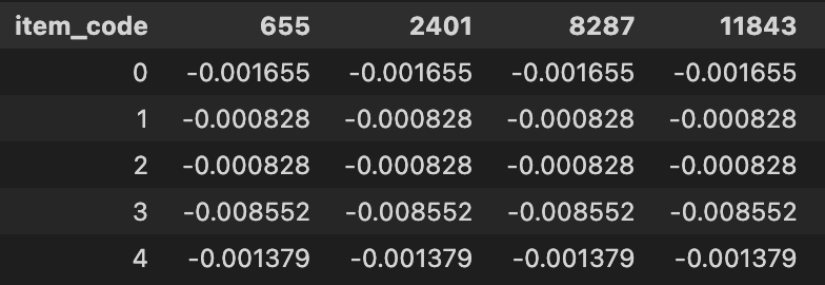 item_code 655 2401 8287 11843
0 -0.001655 -0.001655 -0.001655 -0.001655
1 -0.000828 -0.000828 -0.000828 -0.000828
2 -0.000828 -0.000828 -0.000828 -0.000828
3 -0.008552 -0.008552 -0.008552 -0.008552
4 -0.001379 -0.001379 -0.001379 -0.001379